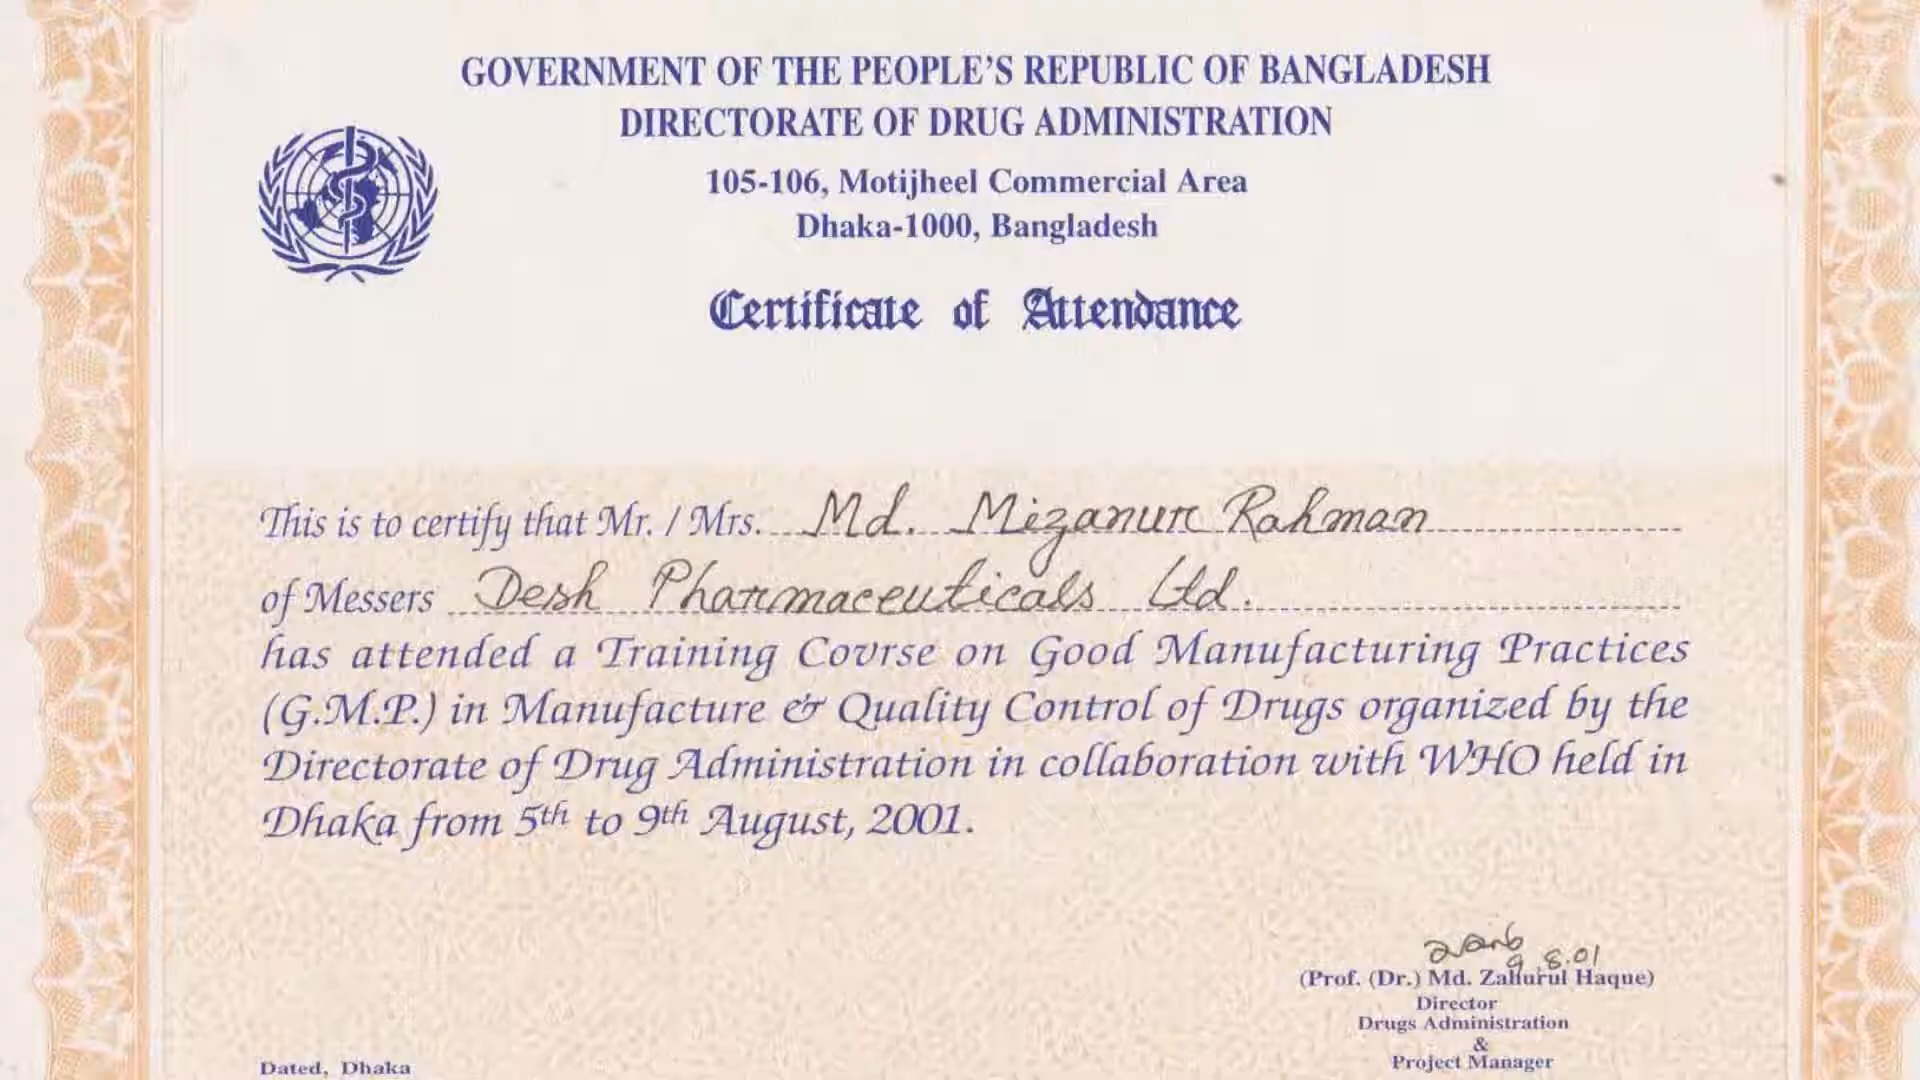 GOVERNMENT OF THE PEOPLE'S REPUBLIC OF BANGLADESH
DIRECTORATE OF DRUG ADMINISTRATION
105-106, Motijheel Commercial Area
Dhaka-1000, Bangladesh
Certificate of Attendance
This is to certify that Mr. / Mrs. Md. Mizanur Rahman
of Messers Desh Pharmaceuticals Ltd.
has attended a Training Covrse on Good Manufacturing Practices
(G.M.P.) in Manufacture & Quality Control of Drugs organized by the
Directorate of Drug Administration in collaboration with WHO held in
Dhaka from 5th to 9th August, 2001.
9.8.01
(Prof. (Dr.) Md. Zahurul Haque)
Director
Drugs Administration
&
Project Manager
Dated, Dhaka